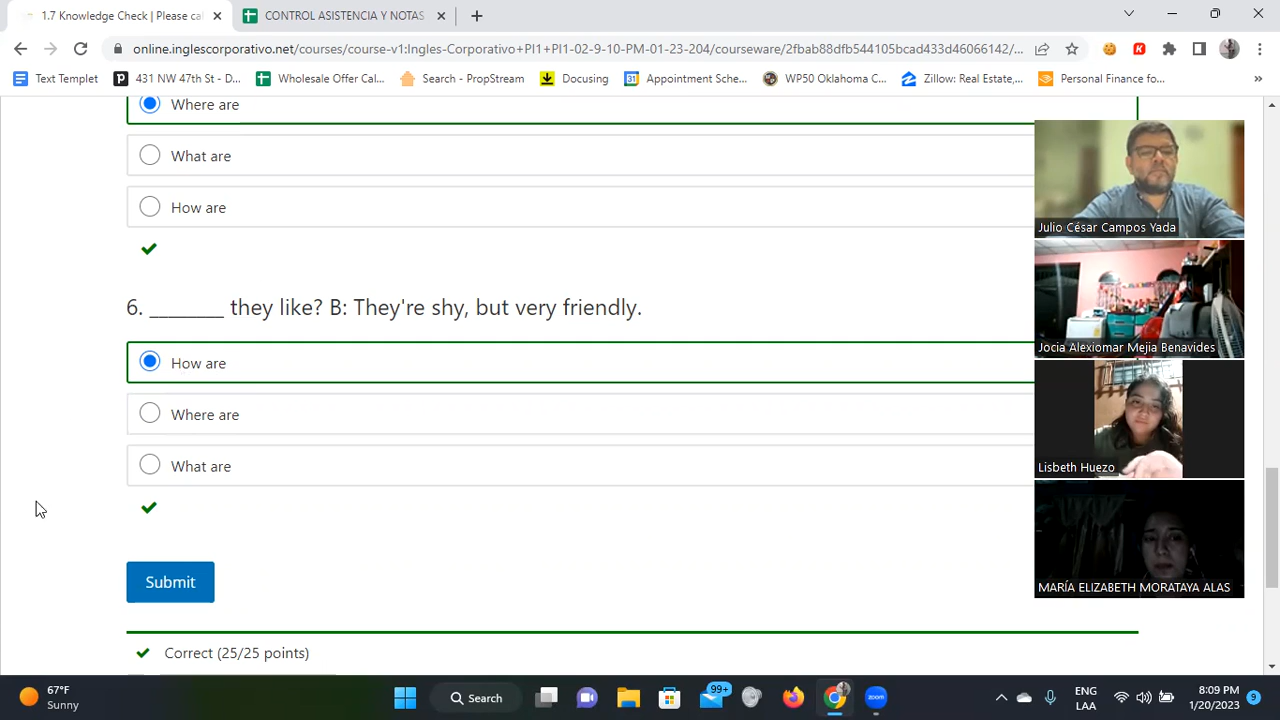 1.7 Knowledge Check | Please ca
CONTROL ASISTENCIA Y NOTAS
online.inglescorporativo.net/courses/course-v1:Ingles-Corporativo+PI1+PI1-02-9-10-PM-01-23-204/courseware/2fbab88dfb544105bcad433d46066142/...
Text Templet
431 NW 47th St - D...
Wholesale Offer Cal...
Search - PropStream
Docusing
Appointment Sche...
WP50 Oklahoma C...
Zillow: Real Estate,...
Personal Finance fo...
»
Where are
What are
How are
6. ________ they like? B: They're shy, but very friendly.
How are
Where are
What are
Submit
Correct (25/25 points)
Julio César Campos Yada
Jocia Alexiomar Mejia Benavides
Lisbeth Huezo
MARÍA ELIZABETH MORATAYA ALAS
67°F
Sunny
Search
99+
zoom
ENG
LAA
8:09 PM
1/20/2023
9